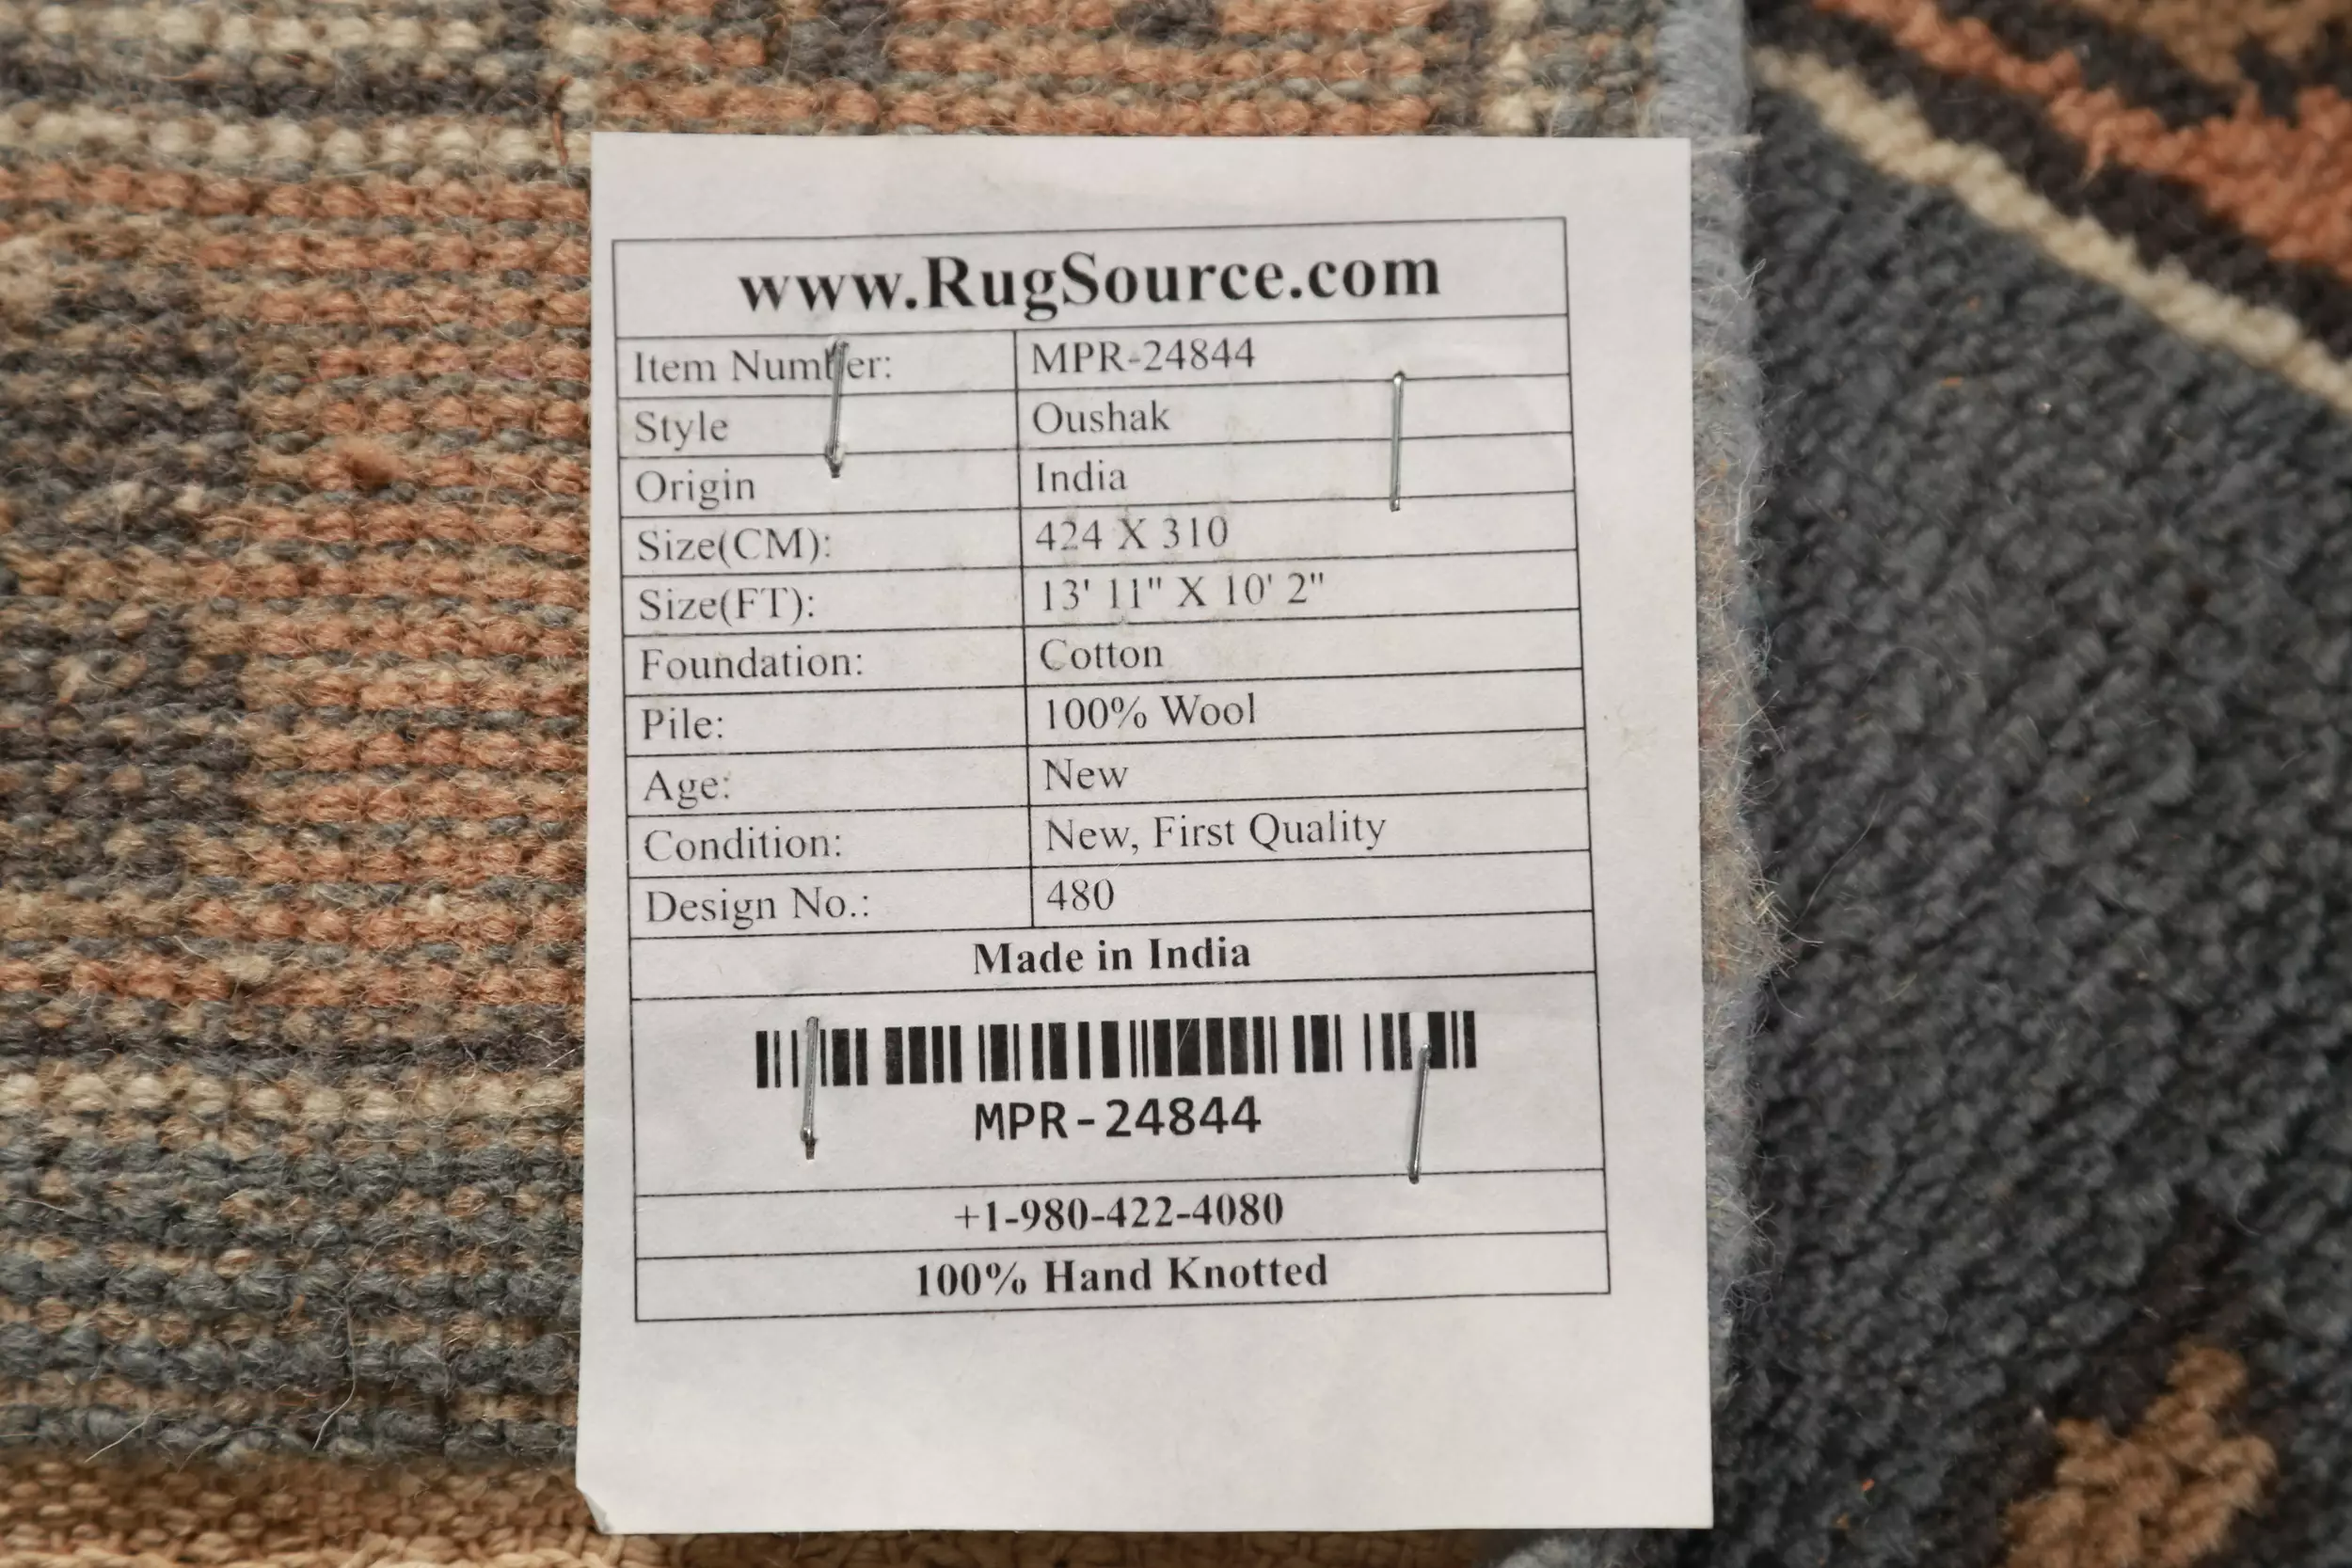 www.RugSource.com
Item Number: MPR-24844
Style Oushak
Origin India
Size(CM): 424 X 310
Size(FT): 13' 11" X 10' 2"
Foundation: Cotton
Pile: 100% Wool
Age: New
Condition: New, First Quality
Design No.: 480
Made in India
MPR-24844
+1-980-422-4080
100% Hand Knotted